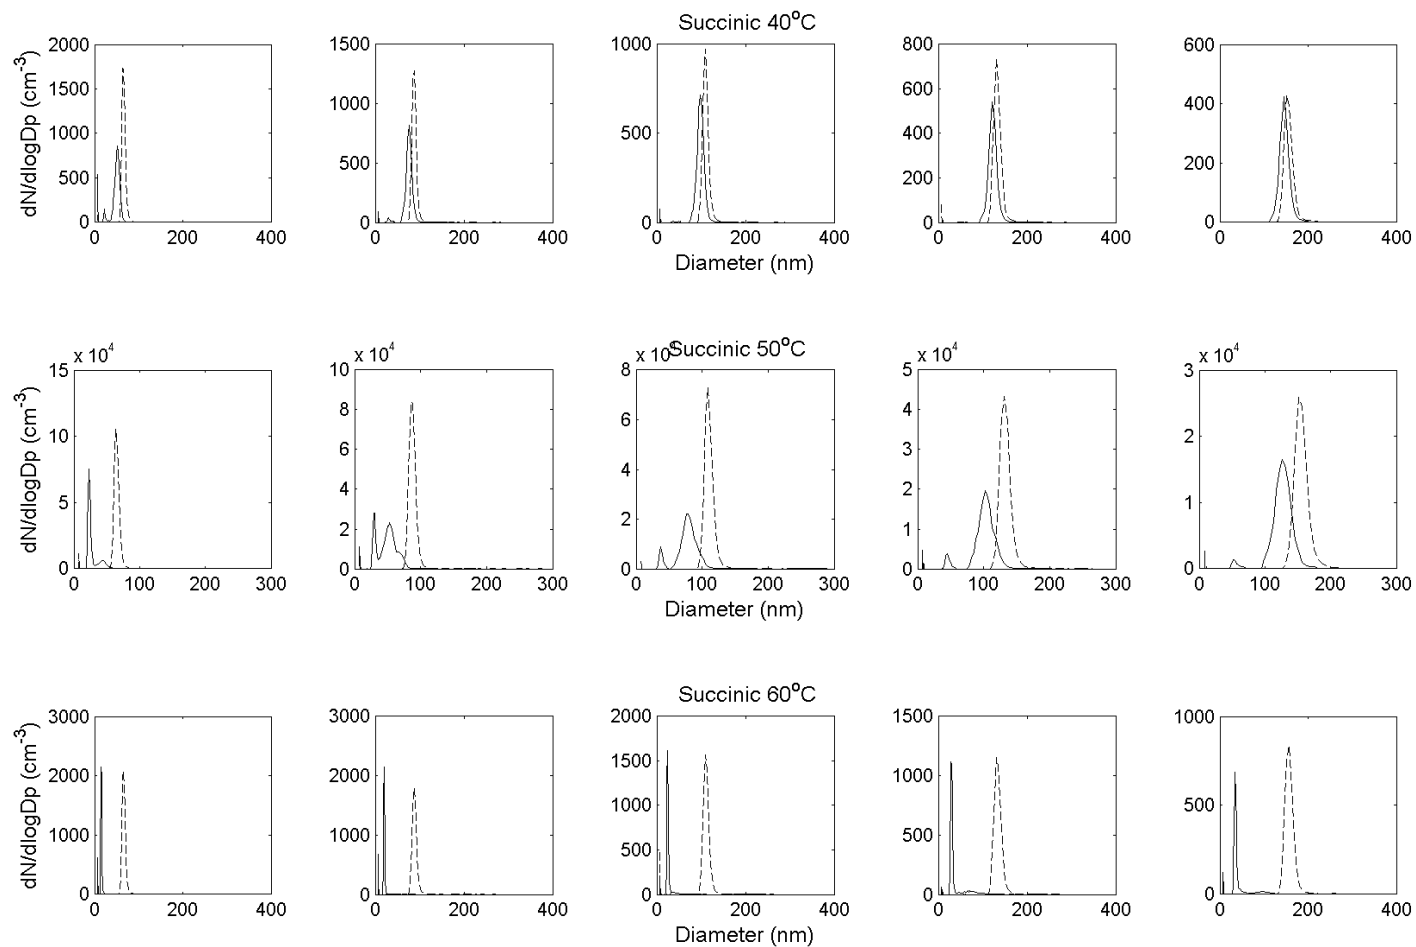 Succinic 40°C
dN/dlogDp (cm⁻³)
2000 1500 1000 800 600
1500
1000 600
1000 400
1000 500 400
500 500 200
200
0 0 0 0 0
0 200 400 0 200 400 0 200 400 0 200 400 0 200 400
Diameter (nm)
Succinic 50°C
x 10⁴ x 10⁴ x 10 x 10⁴ x 10⁴
dN/dlogDp (cm⁻³)
15 10 8 5 3
8 6 4
10 2
6 4 3
4 2
5 1
2 2 1
0 0 0 0 0
0 100 200 300 0 100 200 300 0 100 200 300 0 100 200 300 0 100 200 300
Diameter (nm)
Succinic 60°C
dN/dlogDp (cm⁻³)
3000 3000 2000 1500 1000
1500
2000 2000 1000
1000 500
1000 1000 500
500
0 0 0 0 0
0 200 400 0 200 400 0 200 400 0 200 400 0 200 400
Diameter (nm)